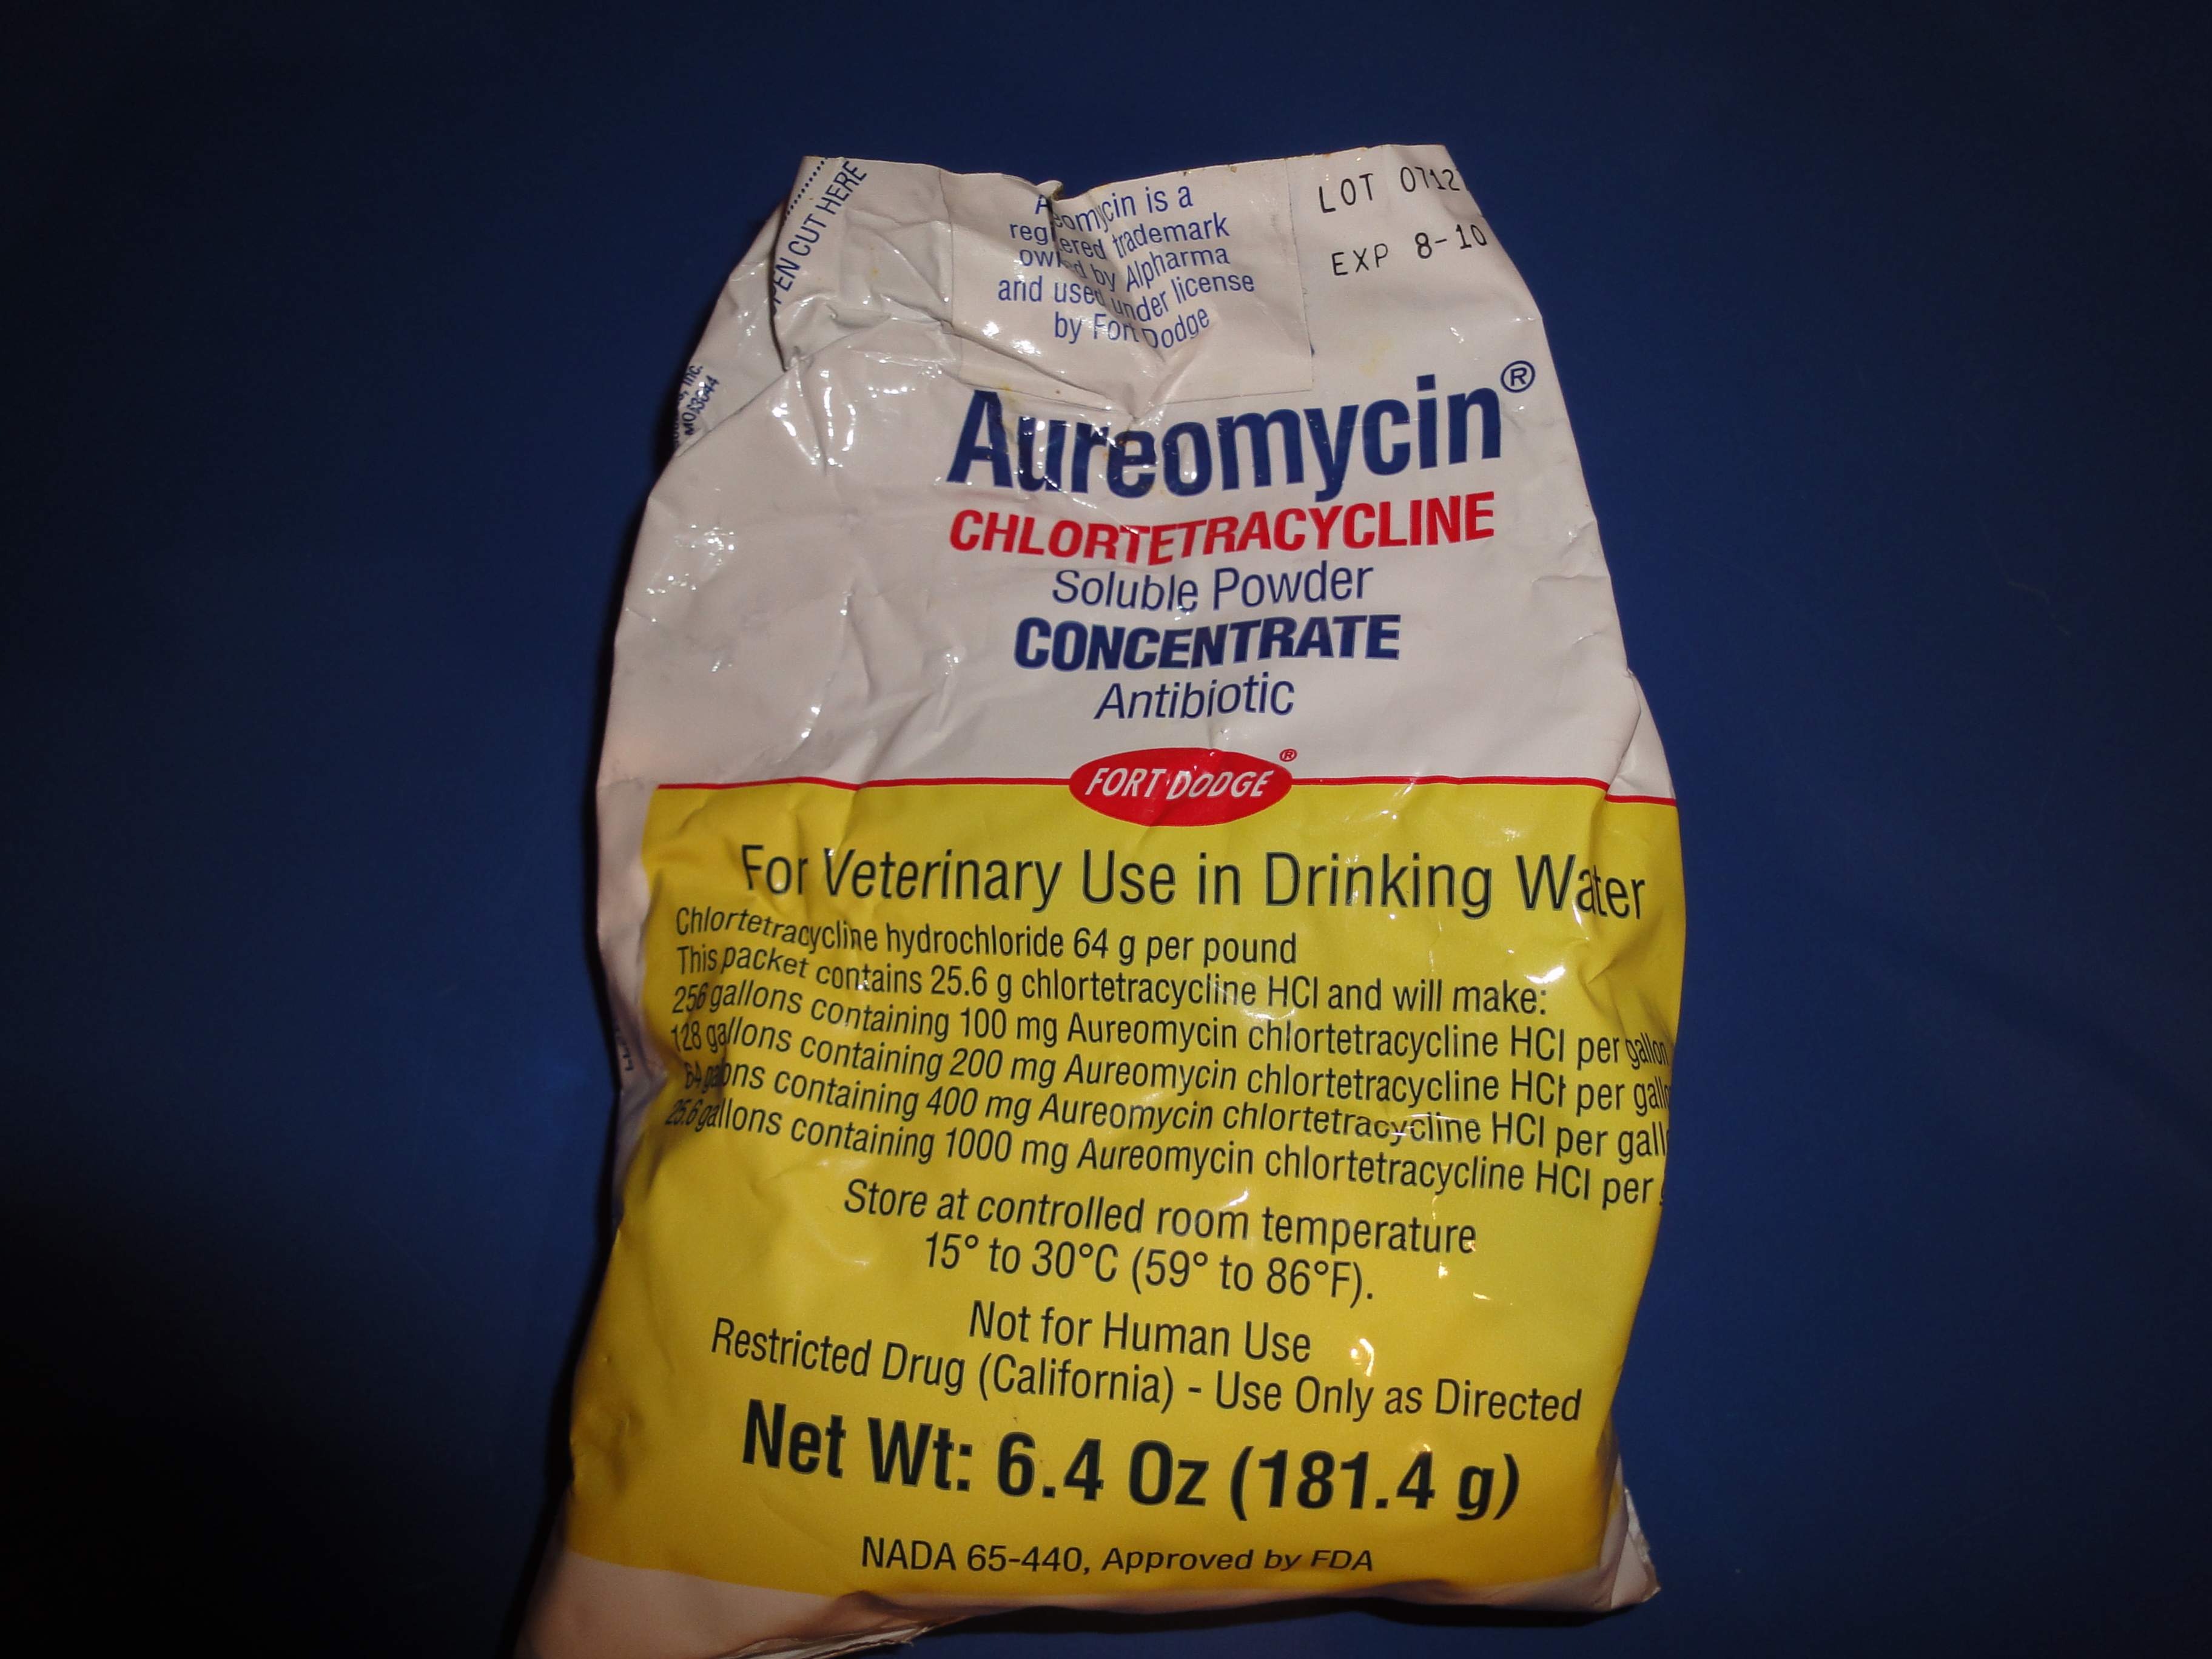 CUT HERE
Aureomycin is a
registered trademark
owned by Alpharma
and used under license
by Fort Dodge
LOT 0712
EXP 8-10
Inc.
Aureomycin®
CHLORTETRACYCLINE
Soluble Powder
CONCENTRATE
Antibiotic
FORT DODGE®
For Veterinary Use in Drinking Water
Chlortetracycline hydrochloride 64 g per pound
This packet contains 25.6 g chlortetracycline HCl and will make:
256 gallons containing 100 mg Aureomycin chlortetracycline HCl per gallon
128 gallons containing 200 mg Aureomycin chlortetracycline HCl per
64 gallons containing 400 mg Aureomycin chlortetracycline HCl per
25.6 gallons containing 1000 mg Aureomycin chlortetracycline HCl per
Store at controlled room temperature
15° to 30°C (59° to 86°F).
Not for Human Use
Restricted Drug (California) - Use Only as Directed
Net Wt: 6.4 Oz (181.4 g)
NADA 65-440, Approved by FDA